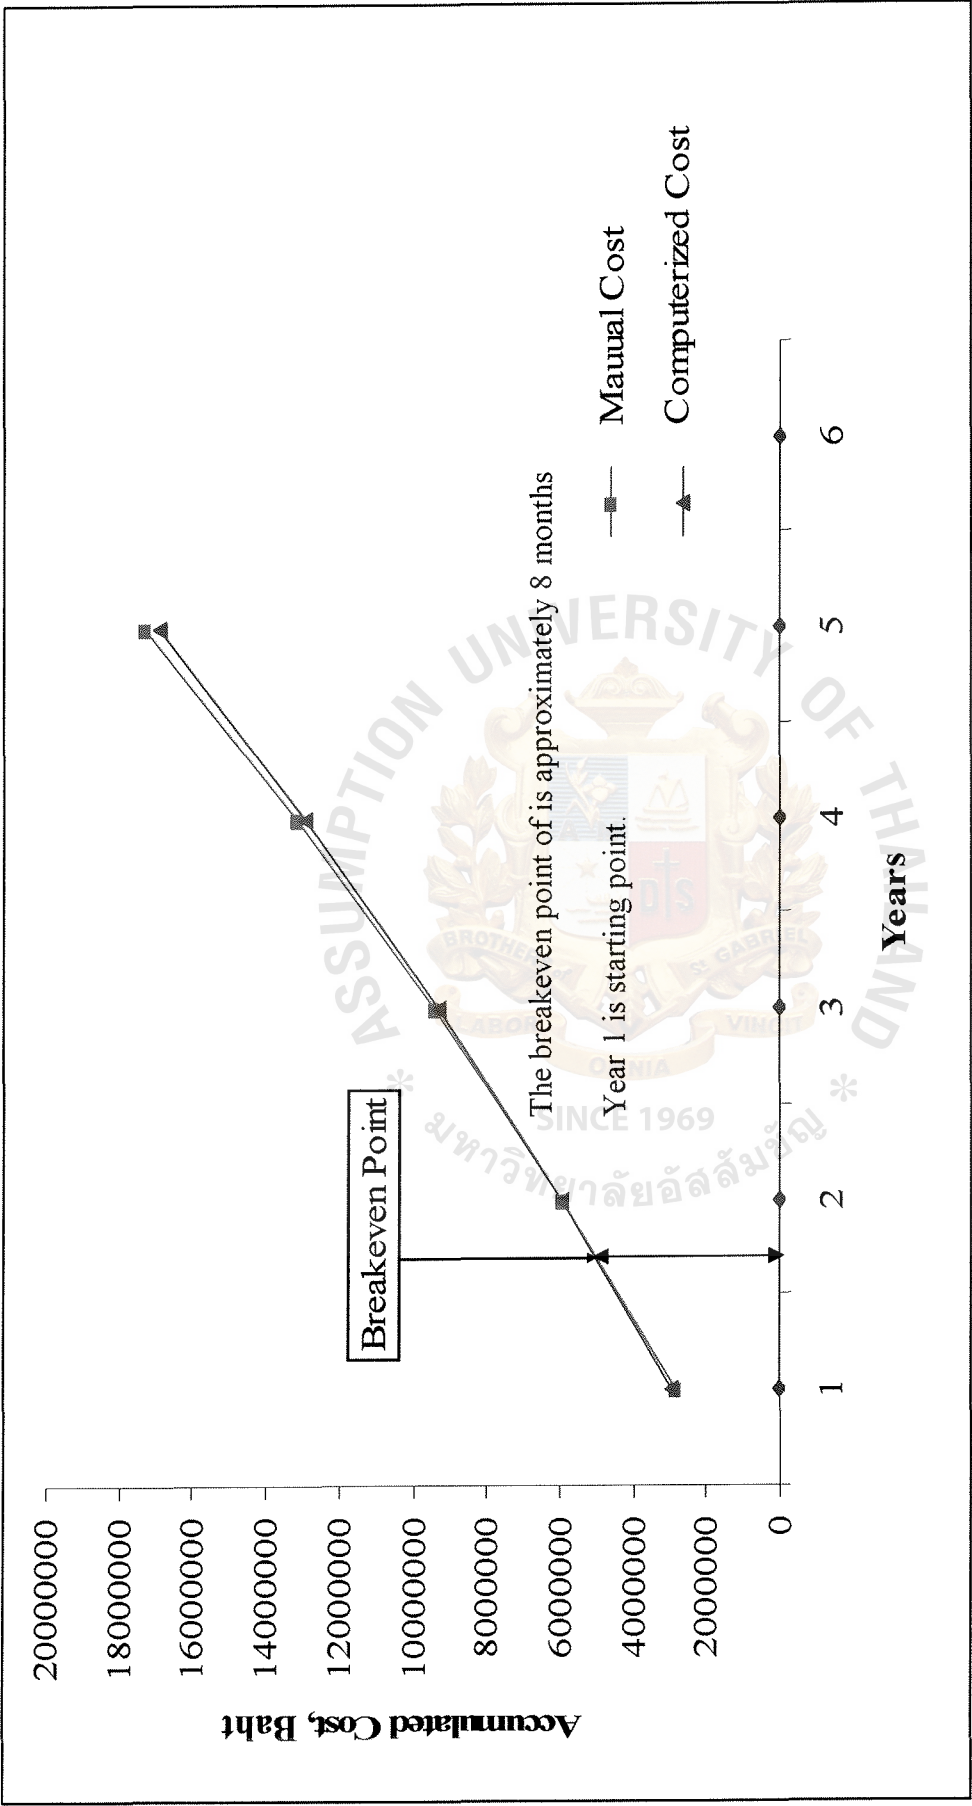 Accumulated Cost, Baht
20000000
18000000
16000000
14000000
12000000
10000000
8000000
6000000
4000000
2000000
0
Breakeven Point
The breakeven point of is approximately 8 months
Year 1 is starting point.
Mauual Cost
Computerized Cost
1 2 3 4 5 6
Years
ASSUMPTION UNIVERSITY OF THAILAND
BROTHERS OF ST GABRIEL
LABOR OMNIA VINCIT
DS
SINCE 1969
* มหาวิทยาลัยอัสสัมชัญ *